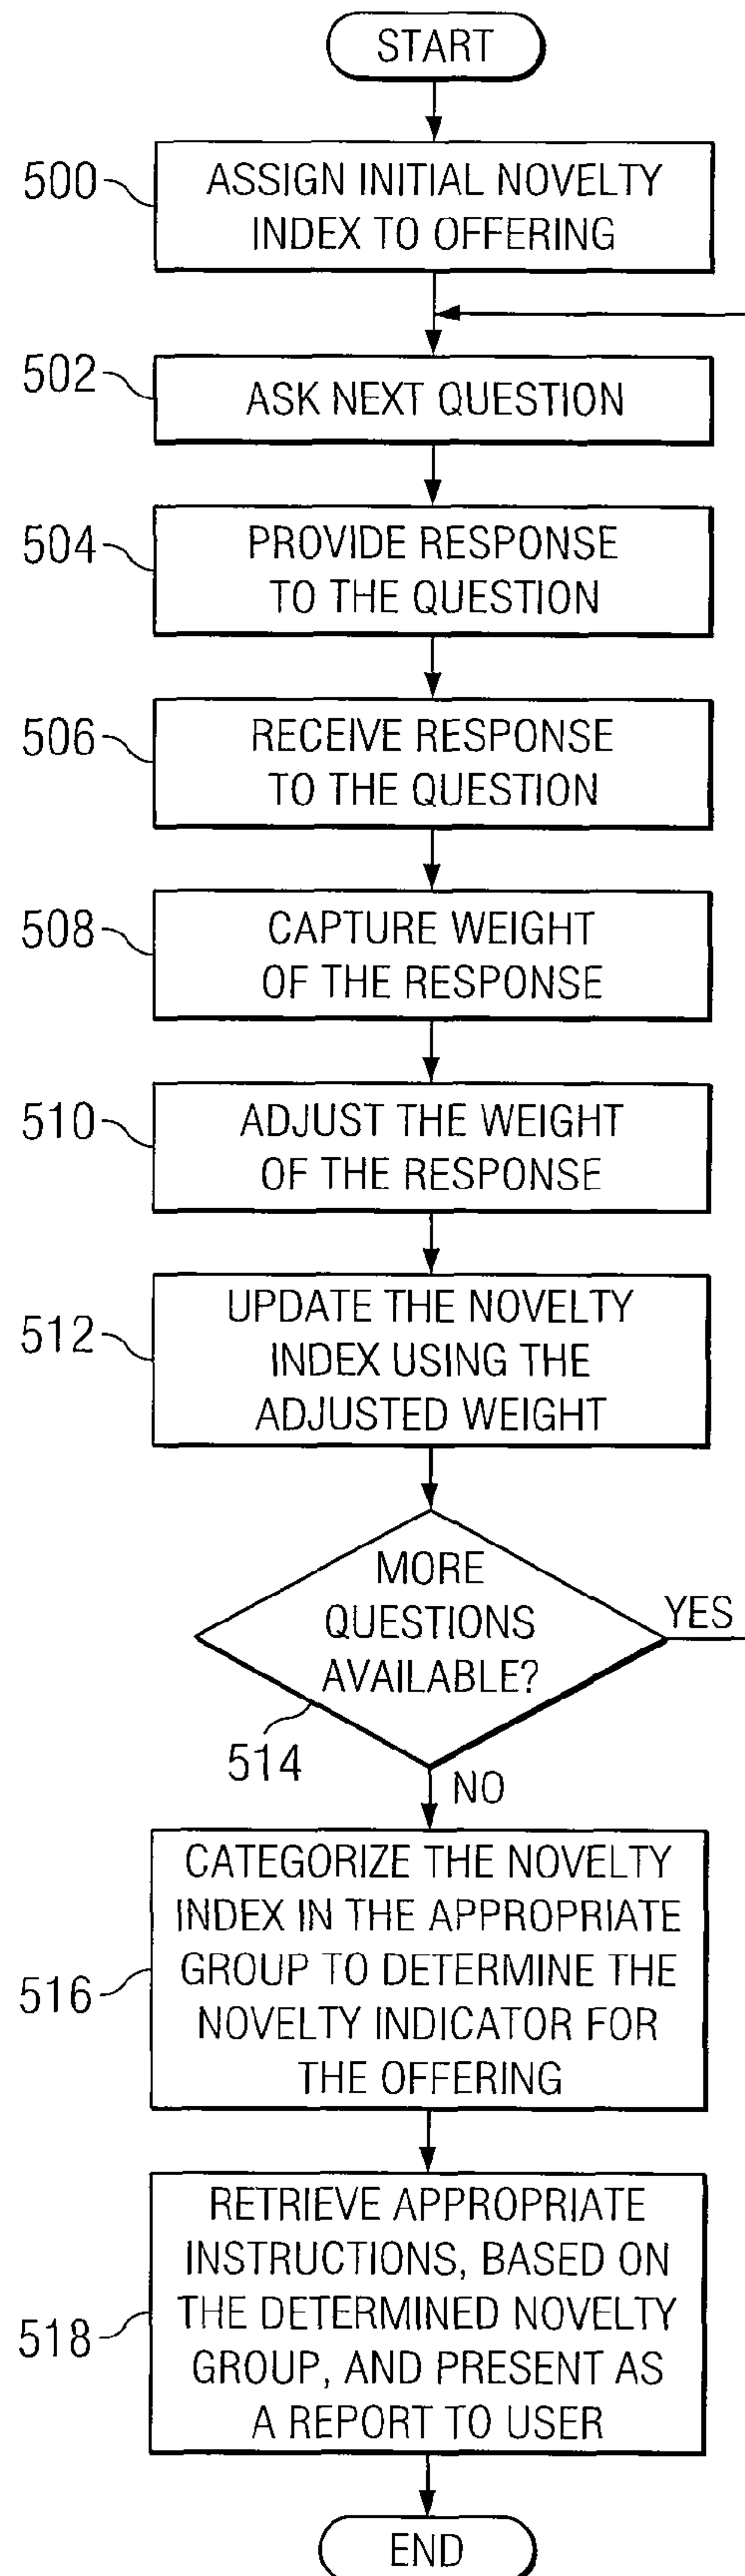 START
500
ASSIGN INITIAL NOVELTY
INDEX TO OFFERING
502
ASK NEXT QUESTION
504
PROVIDE RESPONSE
TO THE QUESTION
506
RECEIVE RESPONSE
TO THE QUESTION
508
CAPTURE WEIGHT
OF THE RESPONSE
510
ADJUST THE WEIGHT
OF THE RESPONSE
512
UPDATE THE NOVELTY
INDEX USING THE
ADJUSTED WEIGHT
MORE
QUESTIONS
AVAILABLE?
YES
514
NO
516
CATEGORIZE THE NOVELTY
INDEX IN THE APPROPRIATE
GROUP TO DETERMINE THE
NOVELTY INDICATOR FOR
THE OFFERING
518
RETRIEVE APPROPRIATE
INSTRUCTIONS, BASED ON
THE DETERMINED NOVELTY
GROUP, AND PRESENT AS
A REPORT TO USER
END